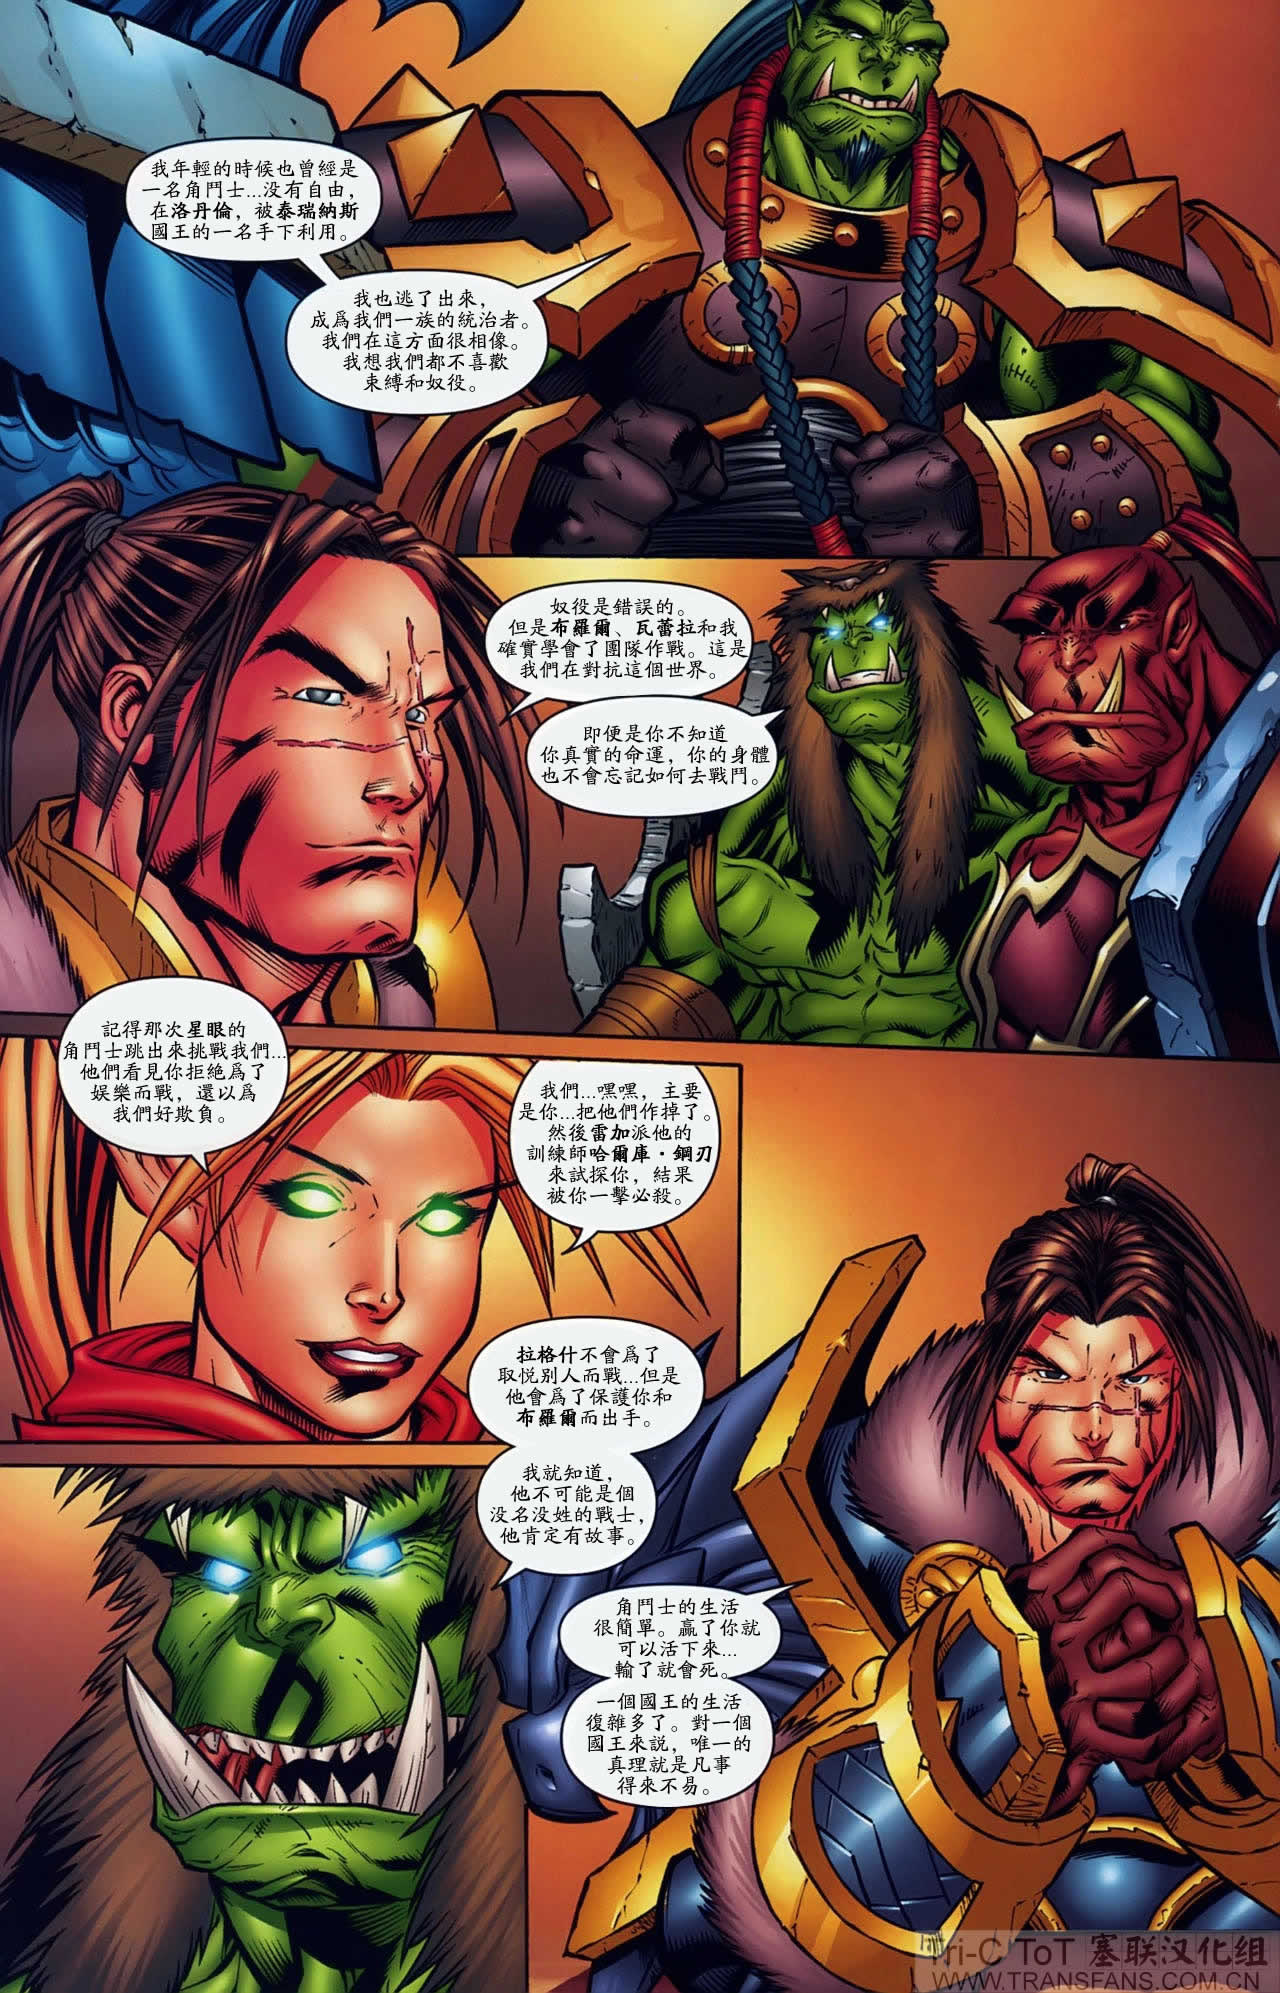 我年輕的時候也曾經是
一名角鬥士...没有自由,
在洛丹倫，被泰瑞納斯
國王的一名手下利用。
我也逃了出來,
成爲我們一族的統治者。
我們在這方面很相像。
我想我們都不喜歡
束縛和奴役。
奴役是錯誤的。
但是布羅爾、瓦蕾拉和我
確實學會了團隊作戰。這是
我們在對抗這個世界。
即便是你不知道
你真實的命運，你的身體
也不會忘記如何去戰鬥。
記得那次星眼的
角鬥士跳出來挑戰我們...
他們看見你拒絶爲了
娱樂而戰，還以爲
我們好欺負。
我們...嘿嘿，主要
是你...把他們作掉了。
然後雷加派他的
訓練師哈爾庫·鋼刃
來試探你，結果
被你一擊必殺。
拉格什不會爲了
取悦别人而戰...但是
他會爲了保護你和
布羅爾而出手。
我就知道,
他不可能是個
没名没姓的戰士,
他肯定有故事。
角鬥士的生活
很簡單。贏了你就
可以活下來...
輸了就會死。
一個國王的生活
復雜多了。對一個
國王來説，唯一的
真理就是凡事
得來不易。
Tri-C/ToT 塞联汉化组
WWW.TRANSFANS.COM.CN